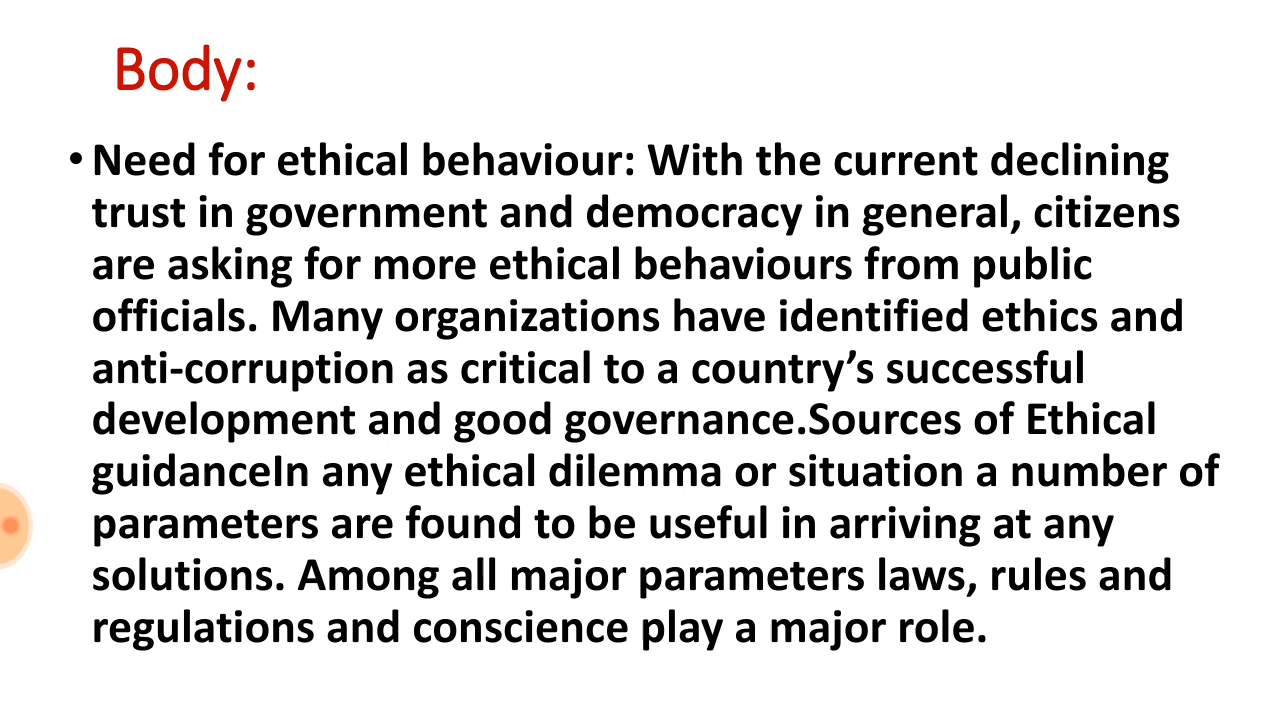 Body:
• Need for ethical behaviour: With the current declining
trust in government and democracy in general, citizens
are asking for more ethical behaviours from public
officials. Many organizations have identified ethics and
anti-corruption as critical to a country’s successful
development and good governance.Sources of Ethical
guidanceIn any ethical dilemma or situation a number of
parameters are found to be useful in arriving at any
solutions. Among all major parameters laws, rules and
regulations and conscience play a major role.